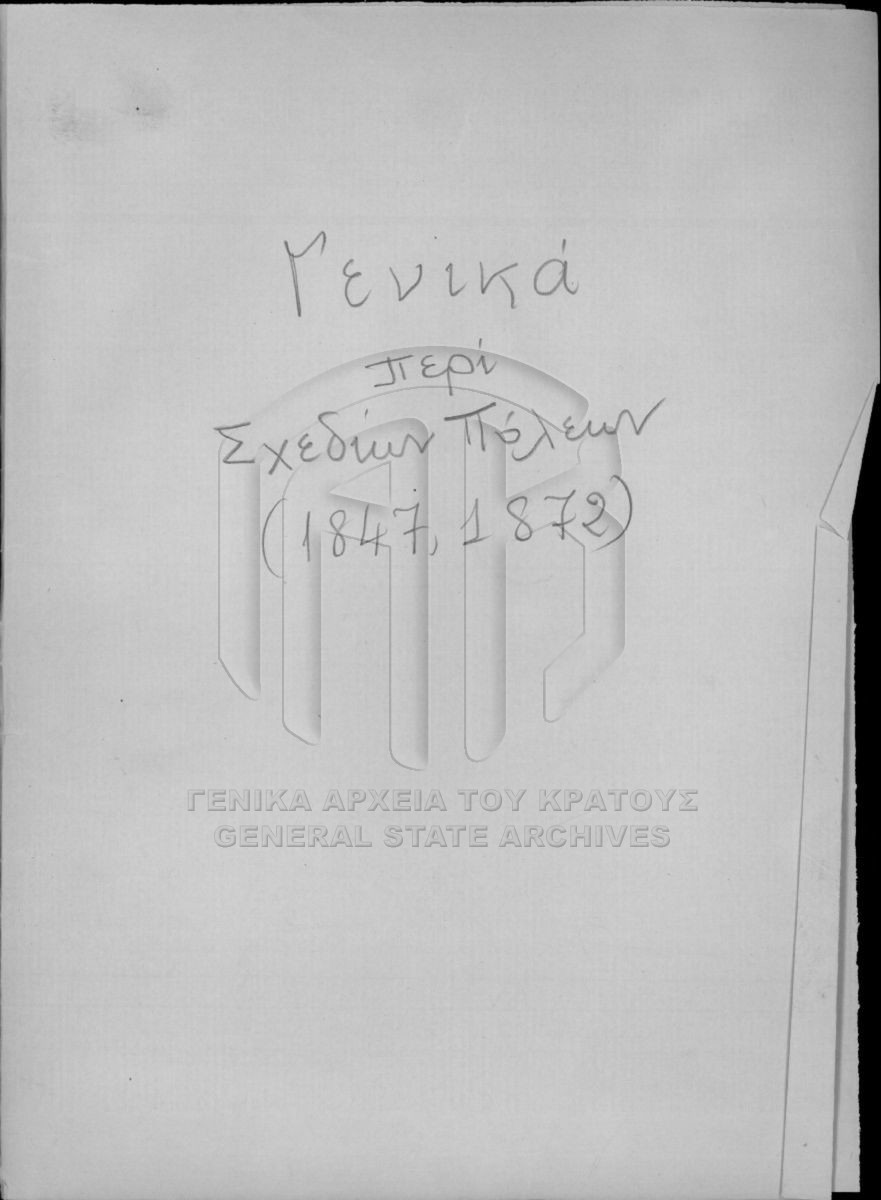 Γενικά
περί
Σχεδίων Πόλεων
(1847, 1872)
ΓΕΝΙΚΑ ΑΡΧΕΙΑ ΤΟΥ ΚΡΑΤΟΥΣ
GENERAL STATE ARCHIVES